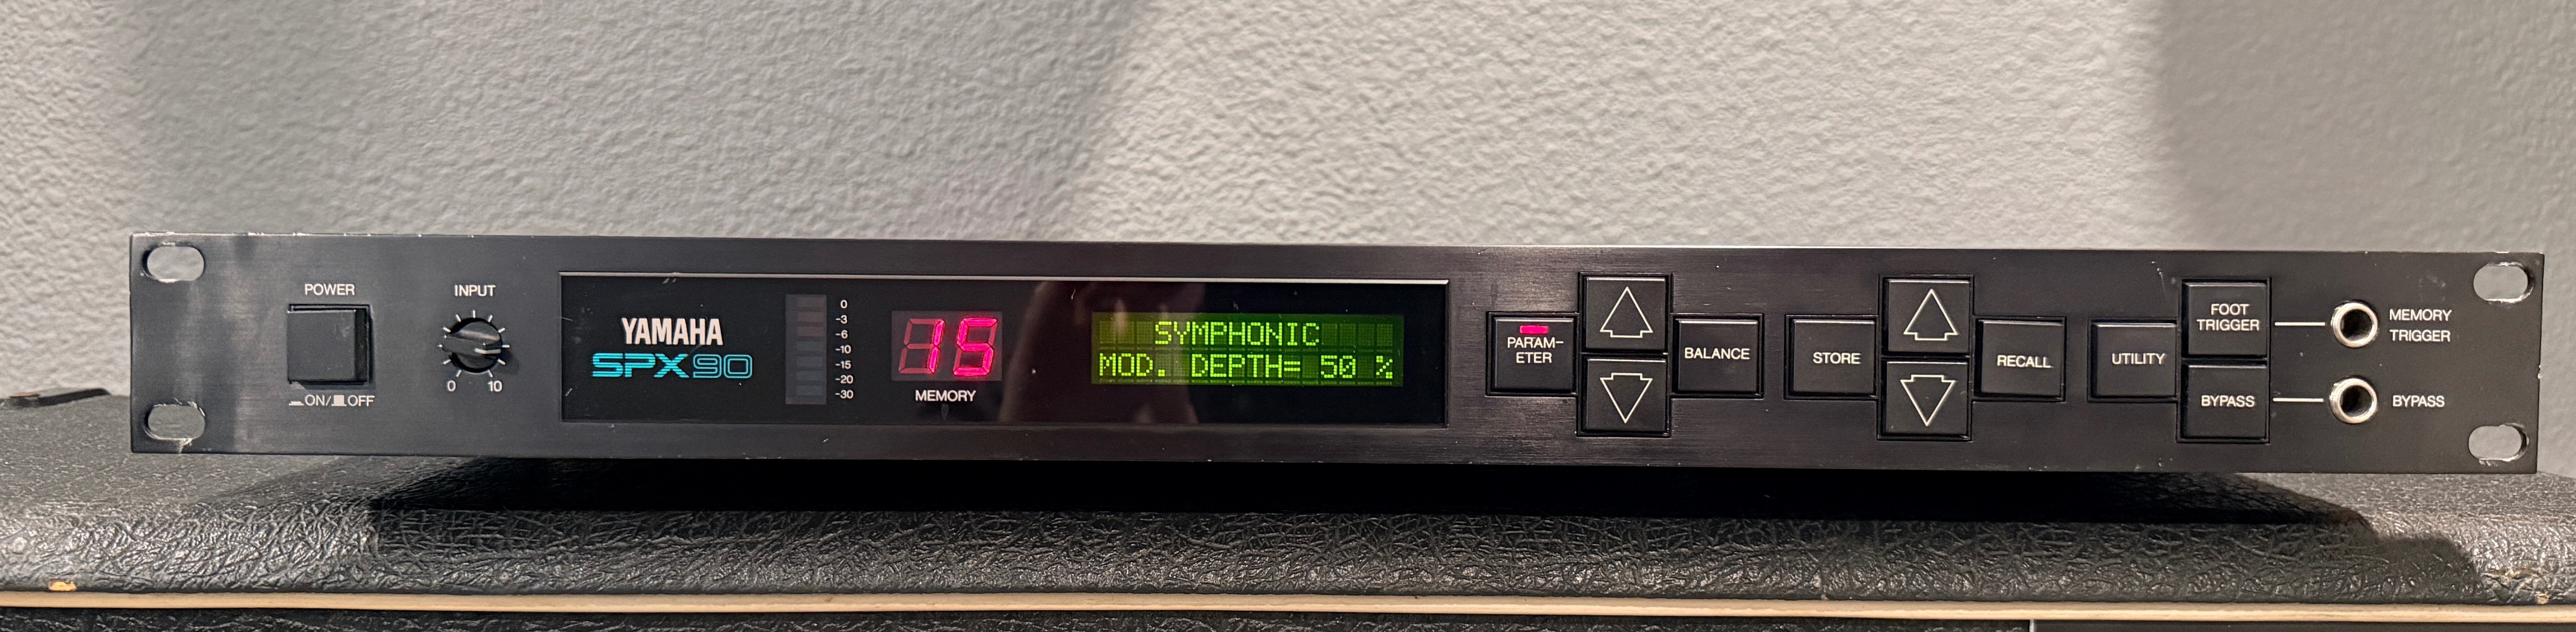 POWER
ON/OFF
INPUT
0 10
YAMAHA
SPX90
0
-3
-6
-10
-15
-20
-30
15
MEMORY
SYMPHONIC
MOD. DEPTH= 50 %
PARAM-
ETER
BALANCE
STORE
RECALL
UTILITY
FOOT
TRIGGER
BYPASS
MEMORY
TRIGGER
BYPASS